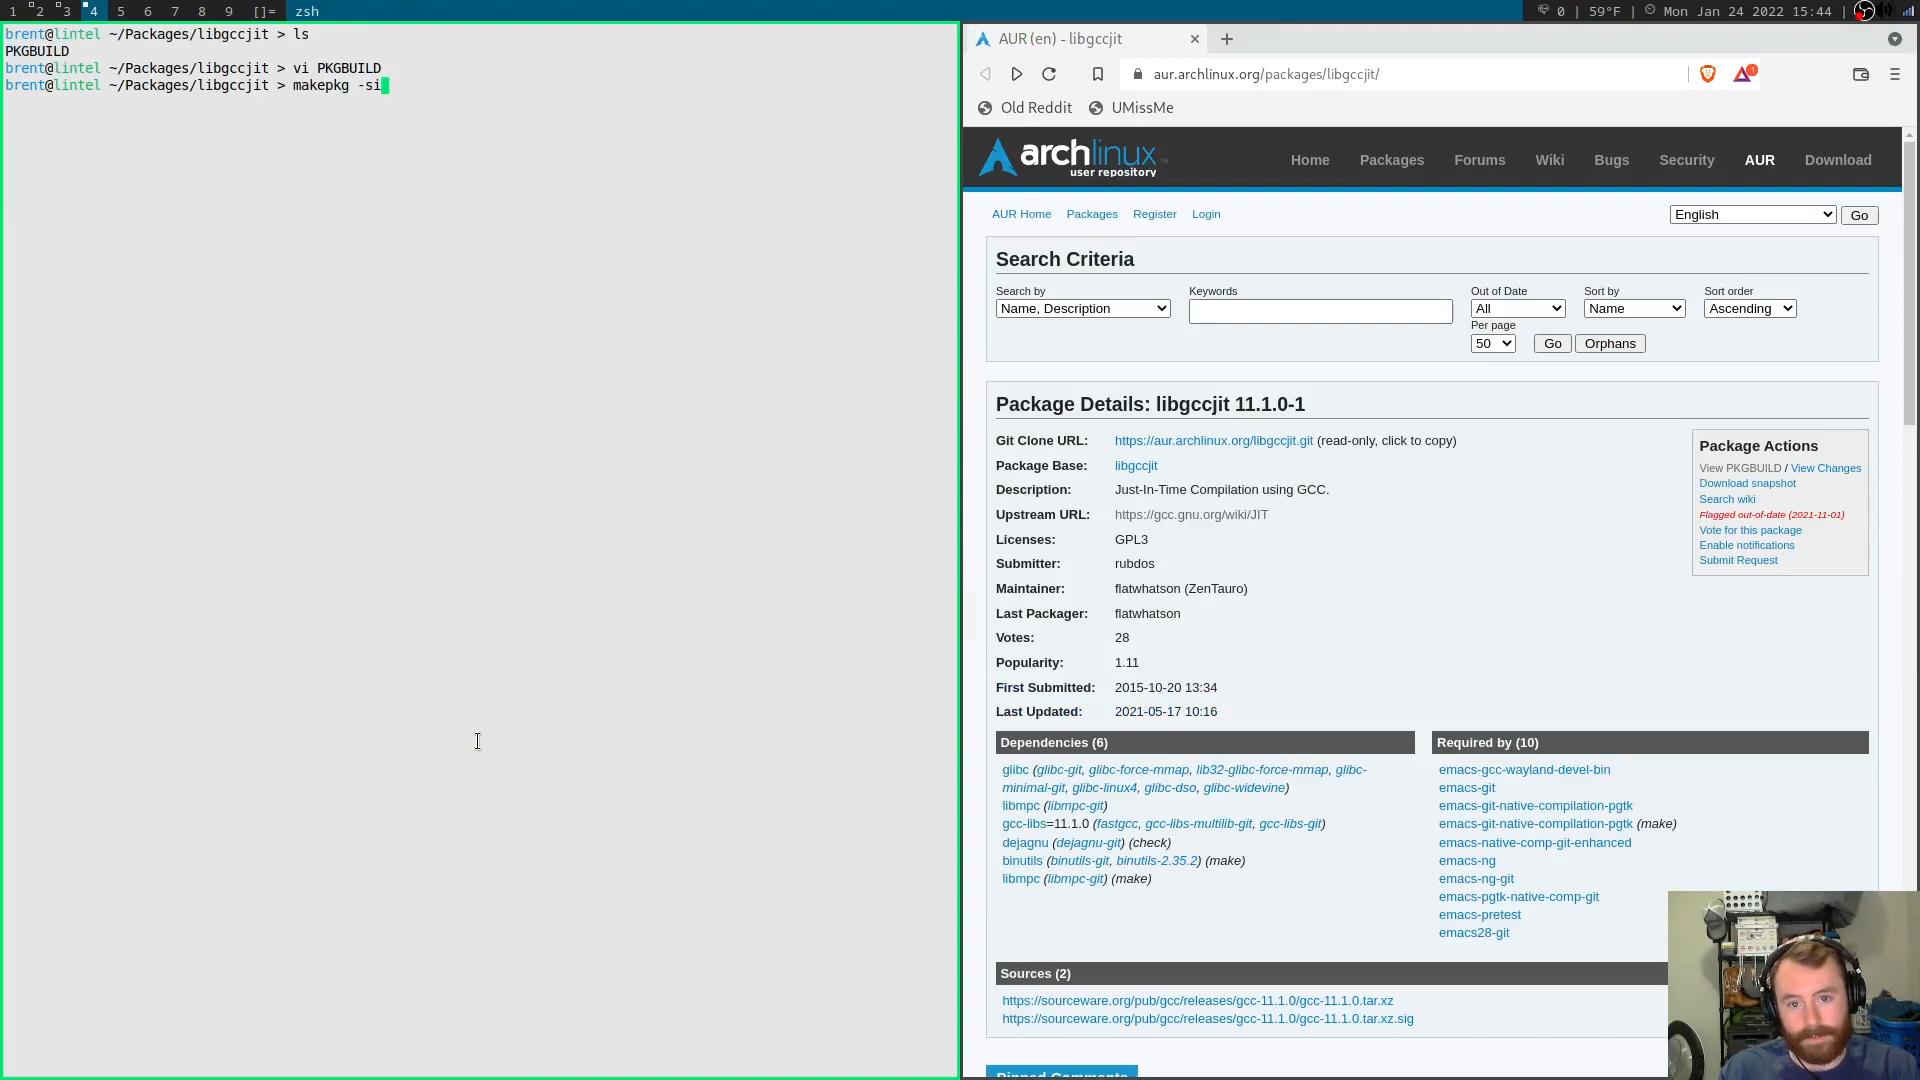 1 2 3 4 5 6 7 8 9 []= zsh
0 | 59°F | Mon Jan 24 2022 15:44 |
brent@lintel ~/Packages/libgccjit > ls
PKGBUILD
brent@lintel ~/Packages/libgccjit > vi PKGBUILD
brent@lintel ~/Packages/libgccjit > makepkg -si
AUR (en) - libgccjit
aur.archlinux.org/packages/libgccjit/
1
Old Reddit UMissMe
archlinux TM
user repository
Home Packages Forums Wiki Bugs Security AUR Download
AUR Home Packages Register Login
English Go
Search Criteria
Search by Keywords Out of Date Sort by Sort order
Name, Description All Name Ascending
Per page
50 Go Orphans
Package Details: libgccjit 11.1.0-1
Git Clone URL: https://aur.archlinux.org/libgccjit.git (read-only, click to copy)
Package Base: libgccjit
Description: Just-In-Time Compilation using GCC.
Upstream URL: https://gcc.gnu.org/wiki/JIT
Licenses: GPL3
Submitter: rubdos
Maintainer: flatwhatson (ZenTauro)
Last Packager: flatwhatson
Votes: 28
Popularity: 1.11
First Submitted: 2015-10-20 13:34
Last Updated: 2021-05-17 10:16
Package Actions
View PKGBUILD / View Changes
Download snapshot
Search wiki
Flagged out-of-date (2021-11-01)
Vote for this package
Enable notifications
Submit Request
Dependencies (6)
glibc (glibc-git, glibc-force-mmap, lib32-glibc-force-mmap, glibc-
minimal-git, glibc-linux4, glibc-dso, glibc-widevine)
libmpc (libmpc-git)
gcc-libs=11.1.0 (fastgcc, gcc-libs-multilib-git, gcc-libs-git)
dejagnu (dejagnu-git) (check)
binutils (binutils-git, binutils-2.35.2) (make)
libmpc (libmpc-git) (make)
Required by (10)
emacs-gcc-wayland-devel-bin
emacs-git
emacs-git-native-compilation-pgtk
emacs-git-native-compilation-pgtk (make)
emacs-native-comp-git-enhanced
emacs-ng
emacs-ng-git
emacs-pgtk-native-comp-git
emacs-pretest
emacs28-git
Sources (2)
https://sourceware.org/pub/gcc/releases/gcc-11.1.0/gcc-11.1.0.tar.xz
https://sourceware.org/pub/gcc/releases/gcc-11.1.0/gcc-11.1.0.tar.xz.sig
Pinned Comments